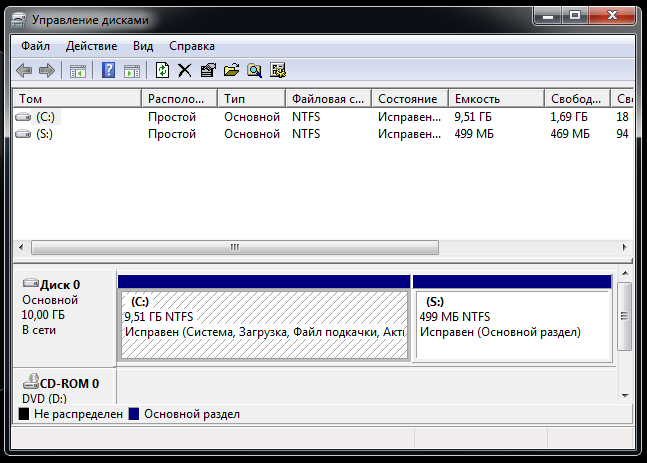 Управление дисками
Файл Действие Вид Справка
Том Располо... Тип Файловая с... Состояние Емкость Свобод... Сво
(C:) Простой Основной NTFS Исправен... 9,51 ГБ 1,69 ГБ 18
(S:) Простой Основной NTFS Исправен... 499 МБ 469 МБ 94
Диск 0
Основной
10,00 ГБ
В сети
(C:)
9,51 ГБ NTFS
Исправен (Система, Загрузка, Файл подкачки, Акти
(S:)
499 МБ NTFS
Исправен (Основной раздел)
CD-ROM 0
DVD (D:)
Не распределен Основной раздел